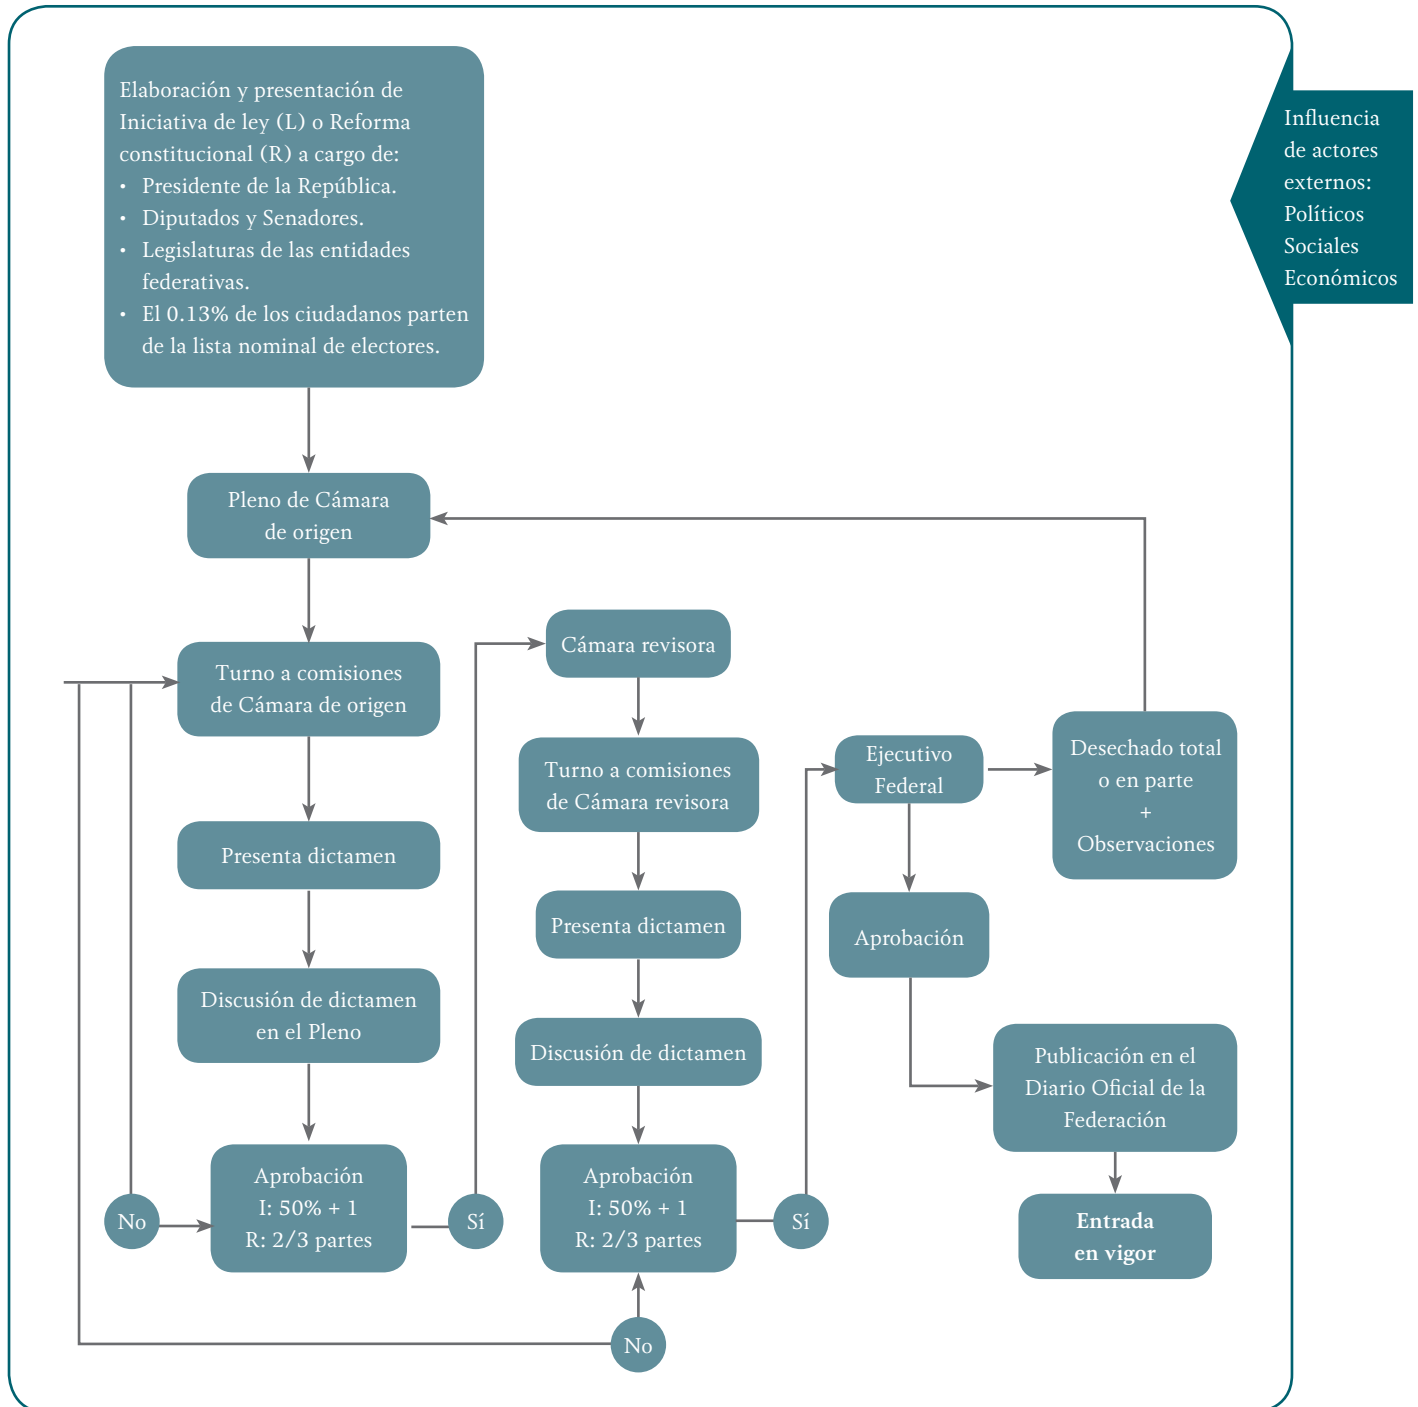 Elaboración y presentación de
Iniciativa de ley (L) o Reforma
constitucional (R) a cargo de:
• Presidente de la República.
• Diputados y Senadores.
• Legislaturas de las entidades
federativas.
• El 0.13% de los ciudadanos parten
de la lista nominal de electores.
Influencia
de actores
externos:
Políticos
Sociales
Económicos
Pleno de Cámara
de origen
Turno a comisiones
de Cámara de origen
Presenta dictamen
Discusión de dictamen
en el Pleno
Aprobación
I: 50% + 1
R: 2/3 partes
No
Sí
Cámara revisora
Turno a comisiones
de Cámara revisora
Presenta dictamen
Discusión de dictamen
Aprobación
I: 50% + 1
R: 2/3 partes
No
Sí
Ejecutivo
Federal
Desechado total
o en parte
+
Observaciones
Aprobación
Publicación en el
Diario Oficial de la
Federación
Entrada
en vigor